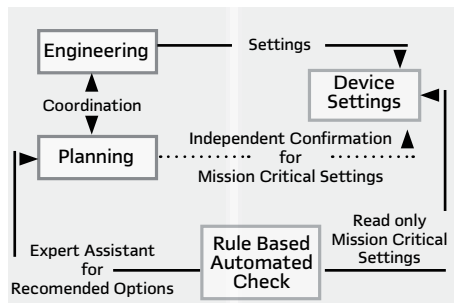 Engineering
Settings
Device
Settings
Coordination
Planning
Independent Confirmation
for
Mission Critical Settings
Expert Assistant
for
Recomended Options
Rule Based
Automated
Check
Read only
Mission Critical
Settings